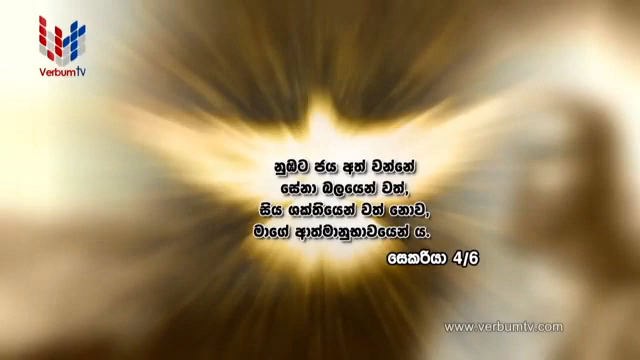 VerbumTV
නුඹට ජය අත් වන්නේ
සේනා බලයෙන් වත්,
සිය ශක්තියෙන් වත් නොව,
මාගේ ආත්මානුභාවයෙන් ය.
සෙකරියා 4/6
www.verbumtv.com